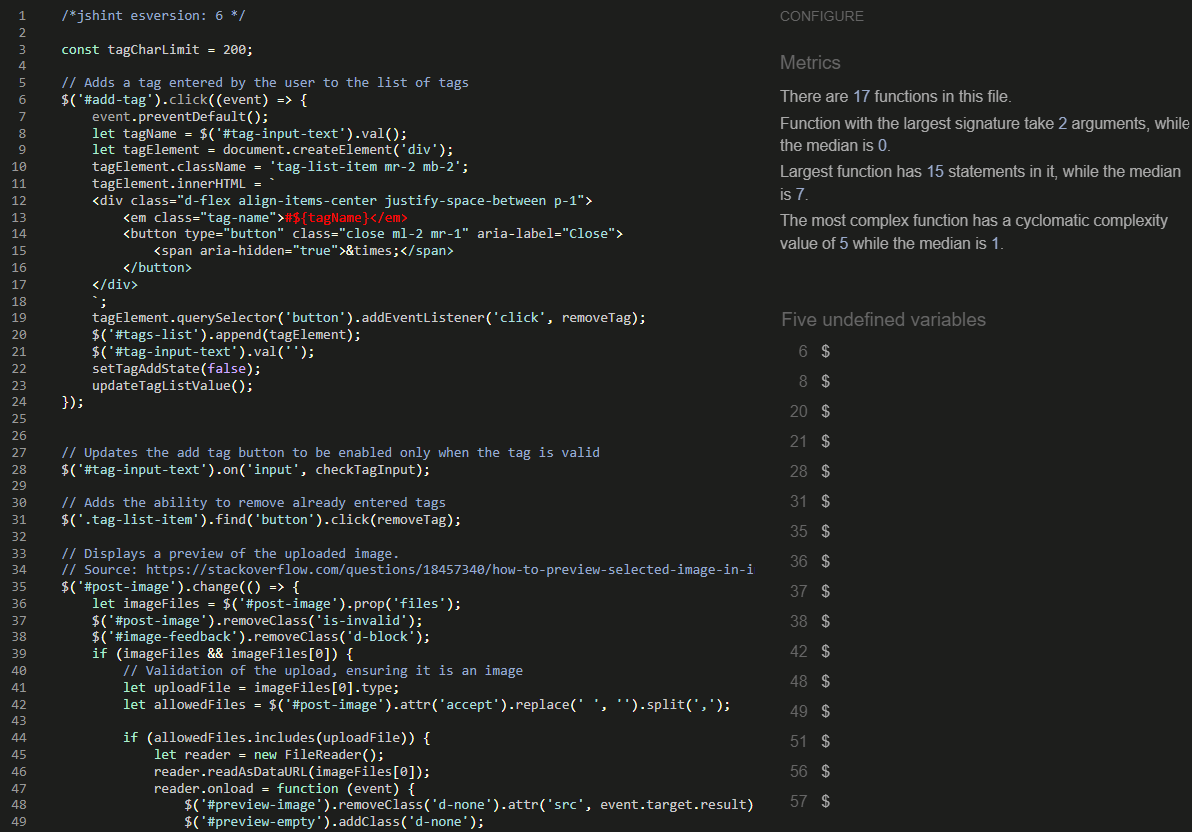 1 /*jshint esversion: 6 */
2
3 const tagCharLimit = 200;
4
5 // Adds a tag entered by the user to the list of tags
6 $('#add-tag').click((event) => {
7     event.preventDefault();
8     let tagName = $('#tag-input-text').val();
9     let tagElement = document.createElement('div');
10     tagElement.className = 'tag-list-item mr-2 mb-2';
11     tagElement.innerHTML = `
12     <div class="d-flex align-items-center justify-space-between p-1">
13         <em class="tag-name">#${tagName}</em>
14         <button type="button" class="close ml-2 mr-1" aria-label="Close">
15             <span aria-hidden="true">&times;</span>
16         </button>
17     </div>
18     `;
19     tagElement.querySelector('button').addEventListener('click', removeTag);
20     $('#tags-list').append(tagElement);
21     $('#tag-input-text').val('');
22     setTagAddState(false);
23     updateTagListValue();
24 });
25
26
27 // Updates the add tag button to be enabled only when the tag is valid
28 $('#tag-input-text').on('input', checkTagInput);
29
30 // Adds the ability to remove already entered tags
31 $('.tag-list-item').find('button').click(removeTag);
32
33 // Displays a preview of the uploaded image.
34 // Source: https://stackoverflow.com/questions/18457340/how-to-preview-selected-image-in-i
35 $('#post-image').change(() => {
36     let imageFiles = $('#post-image').prop('files');
37     $('#post-image').removeClass('is-invalid');
38     $('#image-feedback').removeClass('d-block');
39     if (imageFiles && imageFiles[0]) {
40         // Validation of the upload, ensuring it is an image
41         let uploadFile = imageFiles[0].type;
42         let allowedFiles = $('#post-image').attr('accept').replace(' ', '').split(',');
43
44         if (allowedFiles.includes(uploadFile)) {
45             let reader = new FileReader();
46             reader.readAsDataURL(imageFiles[0]);
47             reader.onload = function (event) {
48                 $('#preview-image').removeClass('d-none').attr('src', event.target.result)
49                 $('#preview-empty').addClass('d-none');
CONFIGURE
Metrics
There are 17 functions in this file.
Function with the largest signature take 2 arguments, while
the median is 0.
Largest function has 15 statements in it, while the median
is 7.
The most complex function has a cyclomatic complexity
value of 5 while the median is 1.
Five undefined variables
6 $
8 $
20 $
21 $
28 $
31 $
35 $
36 $
37 $
38 $
42 $
48 $
49 $
51 $
56 $
57 $